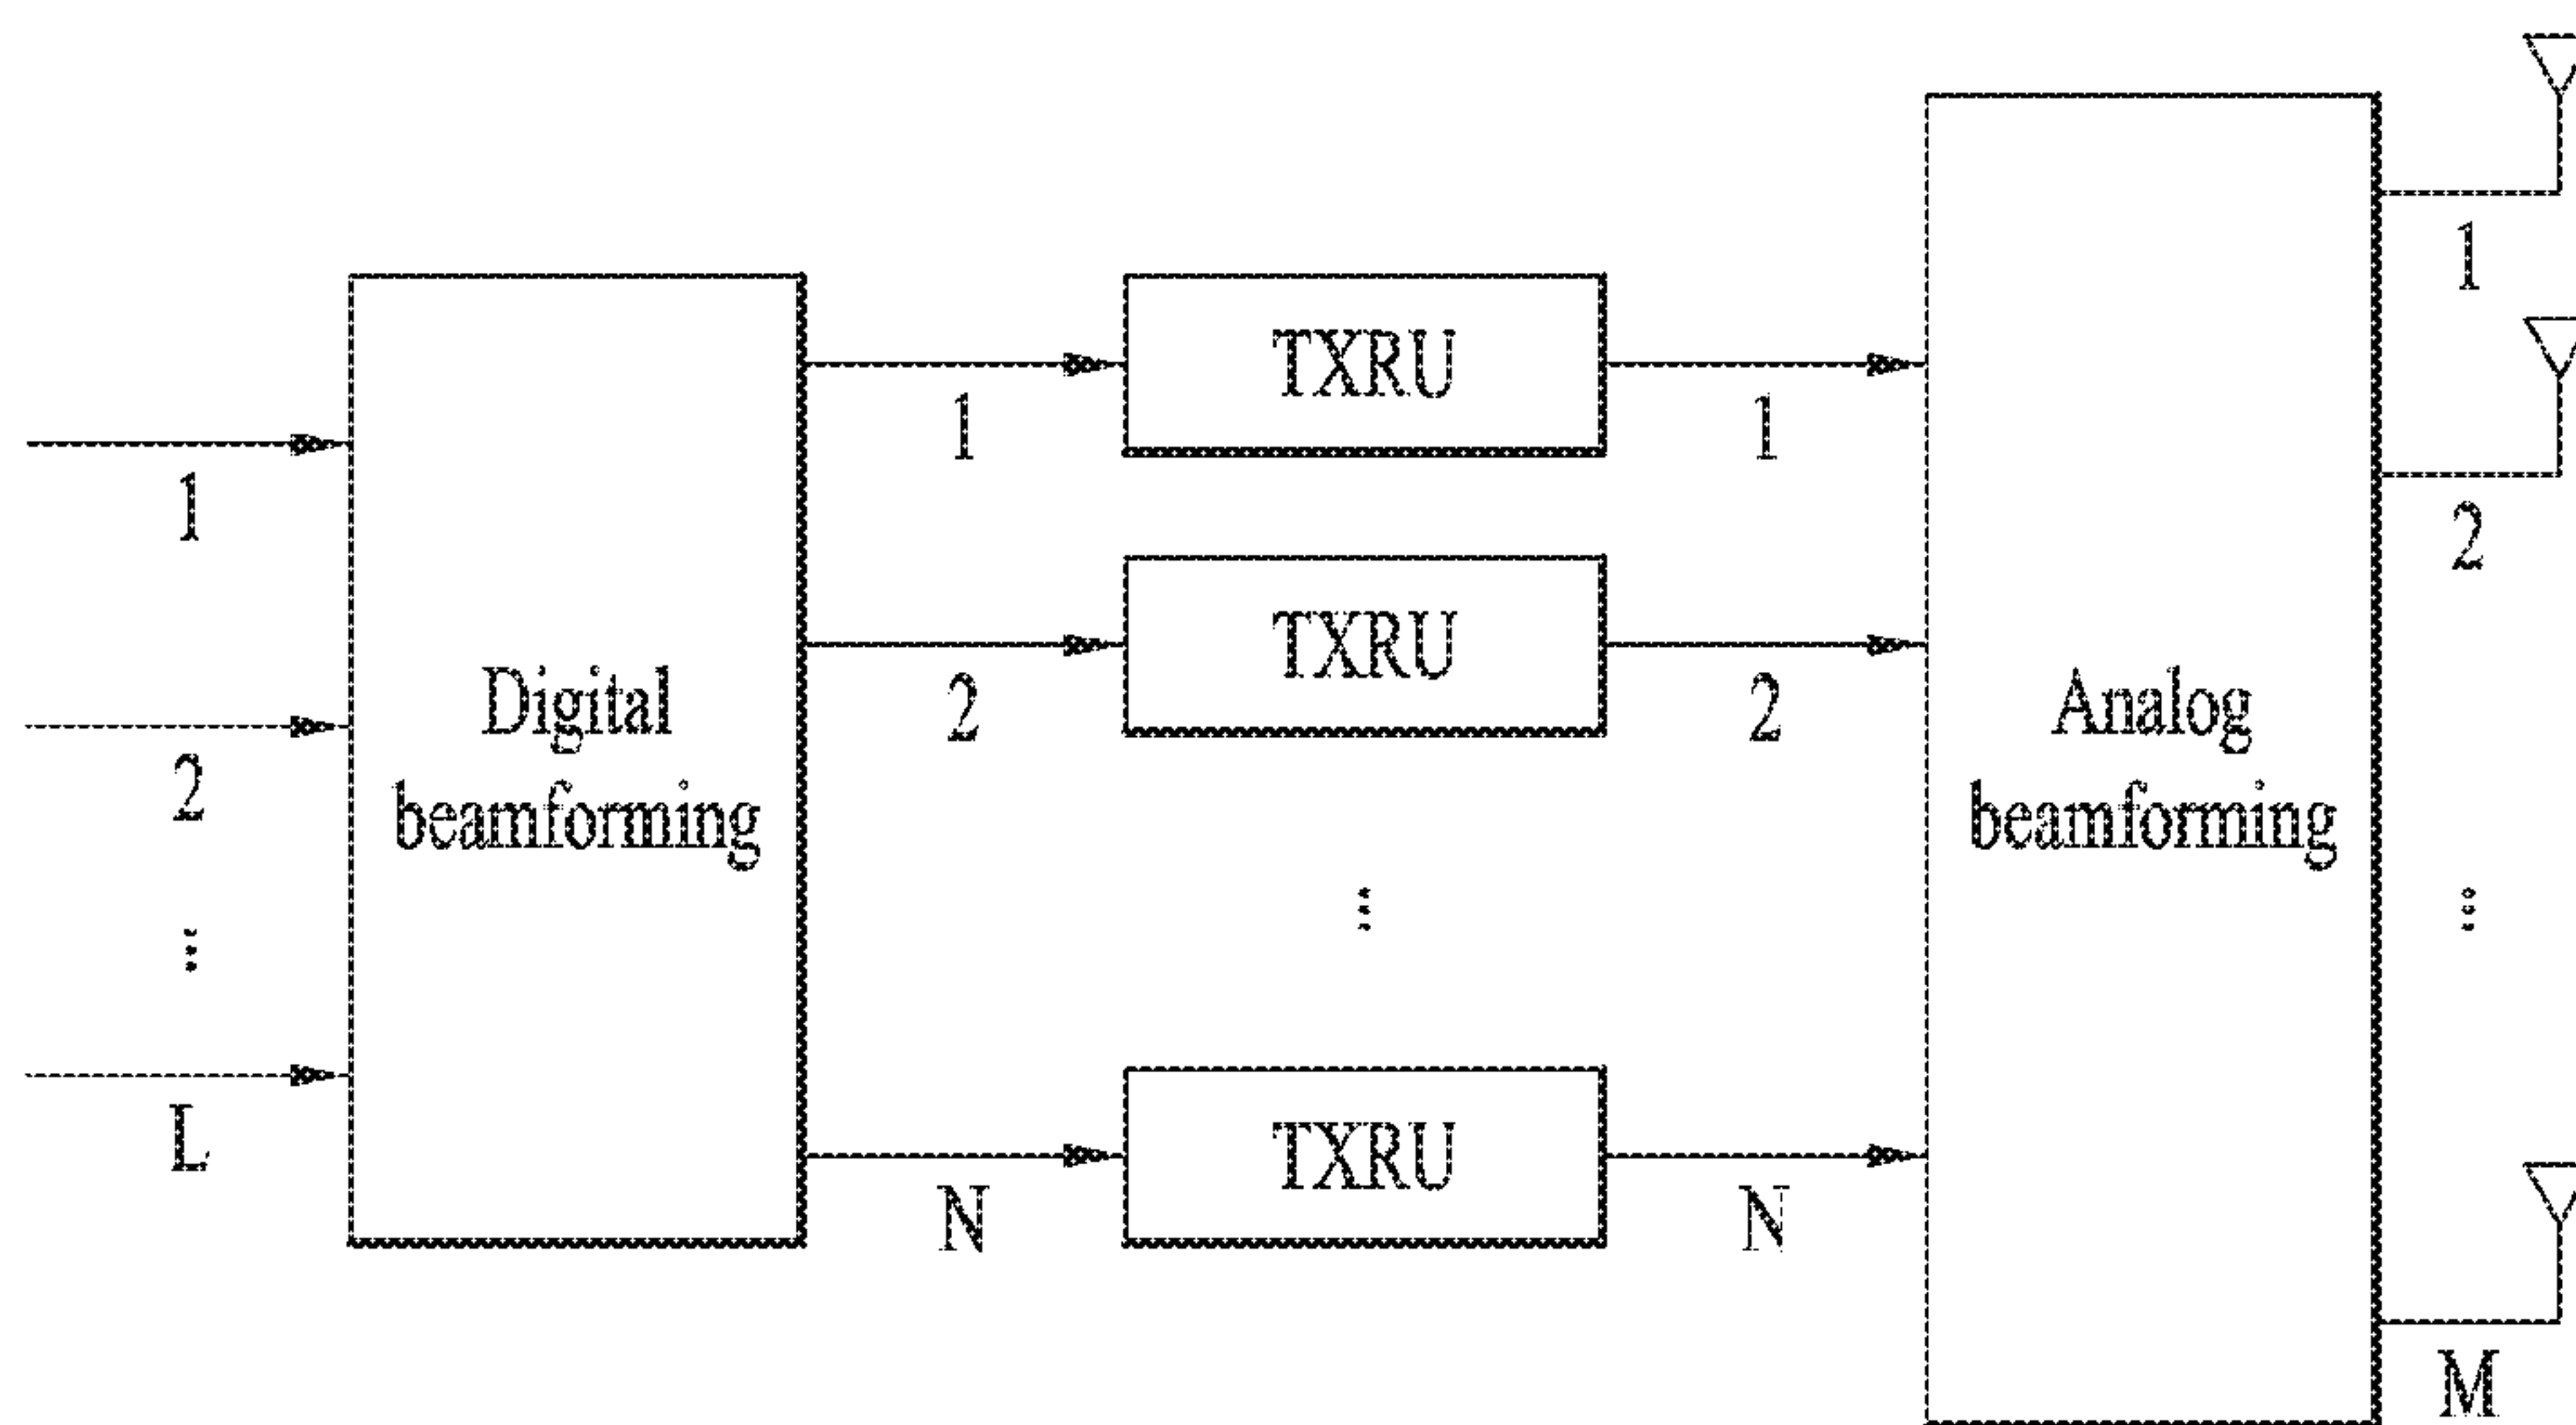 1
2
⋮
L
Digital
beamforming
1
2
N
TXRU
TXRU
⋮
TXRU
1
2
N
Analog
beamforming
1
2
⋮
M